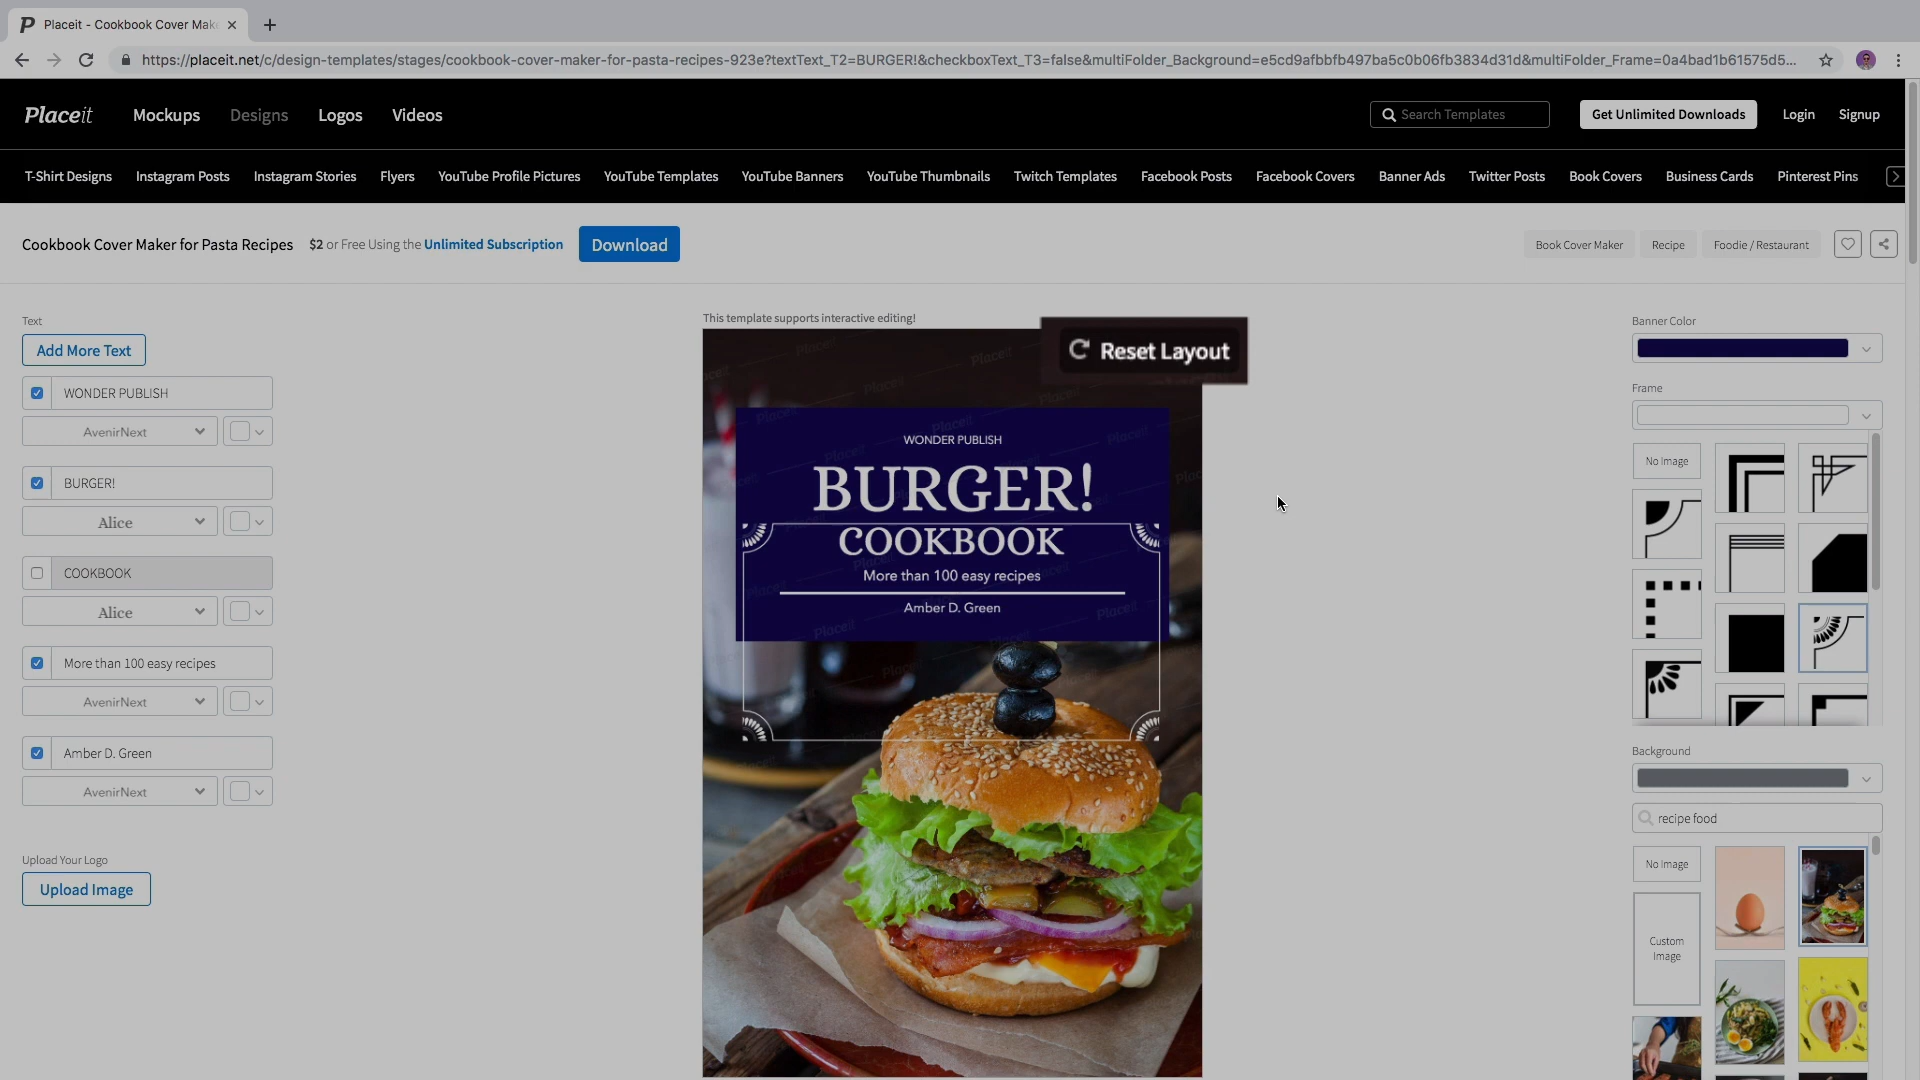 Placeit - Cookbook Cover Make
https://placeit.net/c/design-templates/stages/cookbook-cover-maker-for-pasta-recipes-923e?textText_T2=BURGER!&checkboxText_T3=false&multiFolder_Background=e5cd9afbbfb497ba5c0b06fb3834d31d&multiFolder_Frame=0a4bad1b61575d5...
Placeit
Mockups
Designs
Logos
Videos
Search Templates
Get Unlimited Downloads
Login
Signup
T-Shirt Designs
Instagram Posts
Instagram Stories
Flyers
YouTube Profile Pictures
YouTube Templates
YouTube Banners
YouTube Thumbnails
Twitch Templates
Facebook Posts
Facebook Covers
Banner Ads
Twitter Posts
Book Covers
Business Cards
Pinterest Pins
Cookbook Cover Maker for Pasta Recipes
$2 or Free Using the Unlimited Subscription
Download
Book Cover Maker
Recipe
Foodie / Restaurant
Text
Add More Text
WONDER PUBLISH
AvenirNext
BURGER!
Alice
COOKBOOK
Alice
More than 100 easy recipes
AvenirNext
Amber D. Green
AvenirNext
Upload Your Logo
Upload Image
This template supports interactive editing!
Reset Layout
WONDER PUBLISH
BURGER!
COOKBOOK
More than 100 easy recipes
Amber D. Green
Banner Color
Frame
No Image
Background
recipe food
No Image
Custom
Image